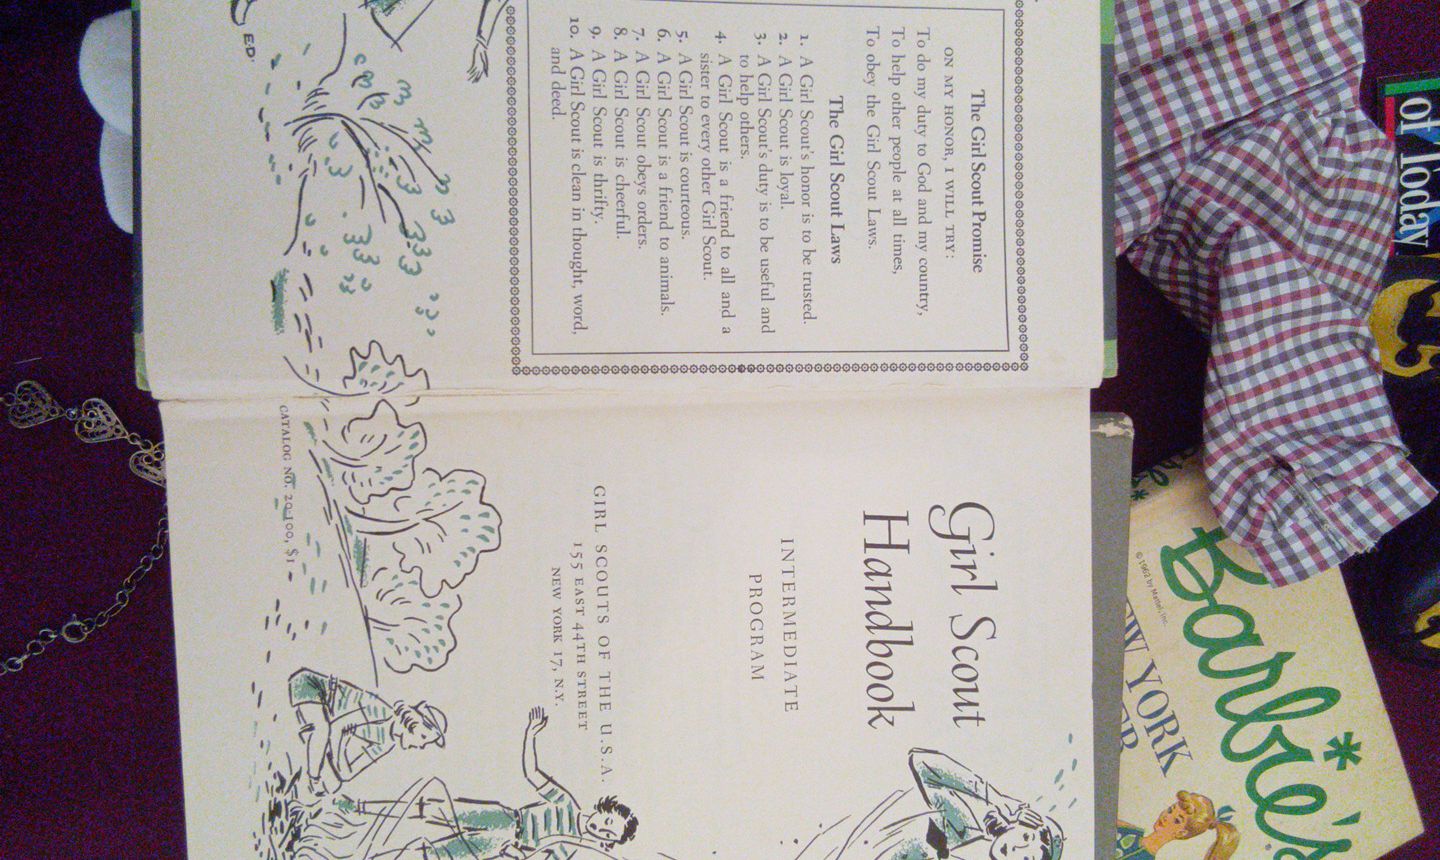 The Girl Scout Promise
ON MY HONOR, I WILL TRY:
To do my duty to God and my country,
To help other people at all times,
To obey the Girl Scout Laws.
The Girl Scout Laws
1. A Girl Scout's honor is to be trusted.
2. A Girl Scout is loyal.
3. A Girl Scout's duty is to be useful and
to help others.
4. A Girl Scout is a friend to all and a
sister to every other Girl Scout.
5. A Girl Scout is courteous.
6. A Girl Scout is a friend to animals.
7. A Girl Scout obeys orders.
8. A Girl Scout is cheerful.
9. A Girl Scout is thrifty.
10. A Girl Scout is clean in thought, word,
and deed.
E.D.
Girl Scout
Handbook
INTERMEDIATE
PROGRAM
GIRL SCOUTS OF THE U.S.A.
155 EAST 44TH STREET
NEW YORK 17, N.Y.
CATALOG NO. 20-100, $1
of Today
Barbie's
YORK
© 1962 by Mattel, Inc.